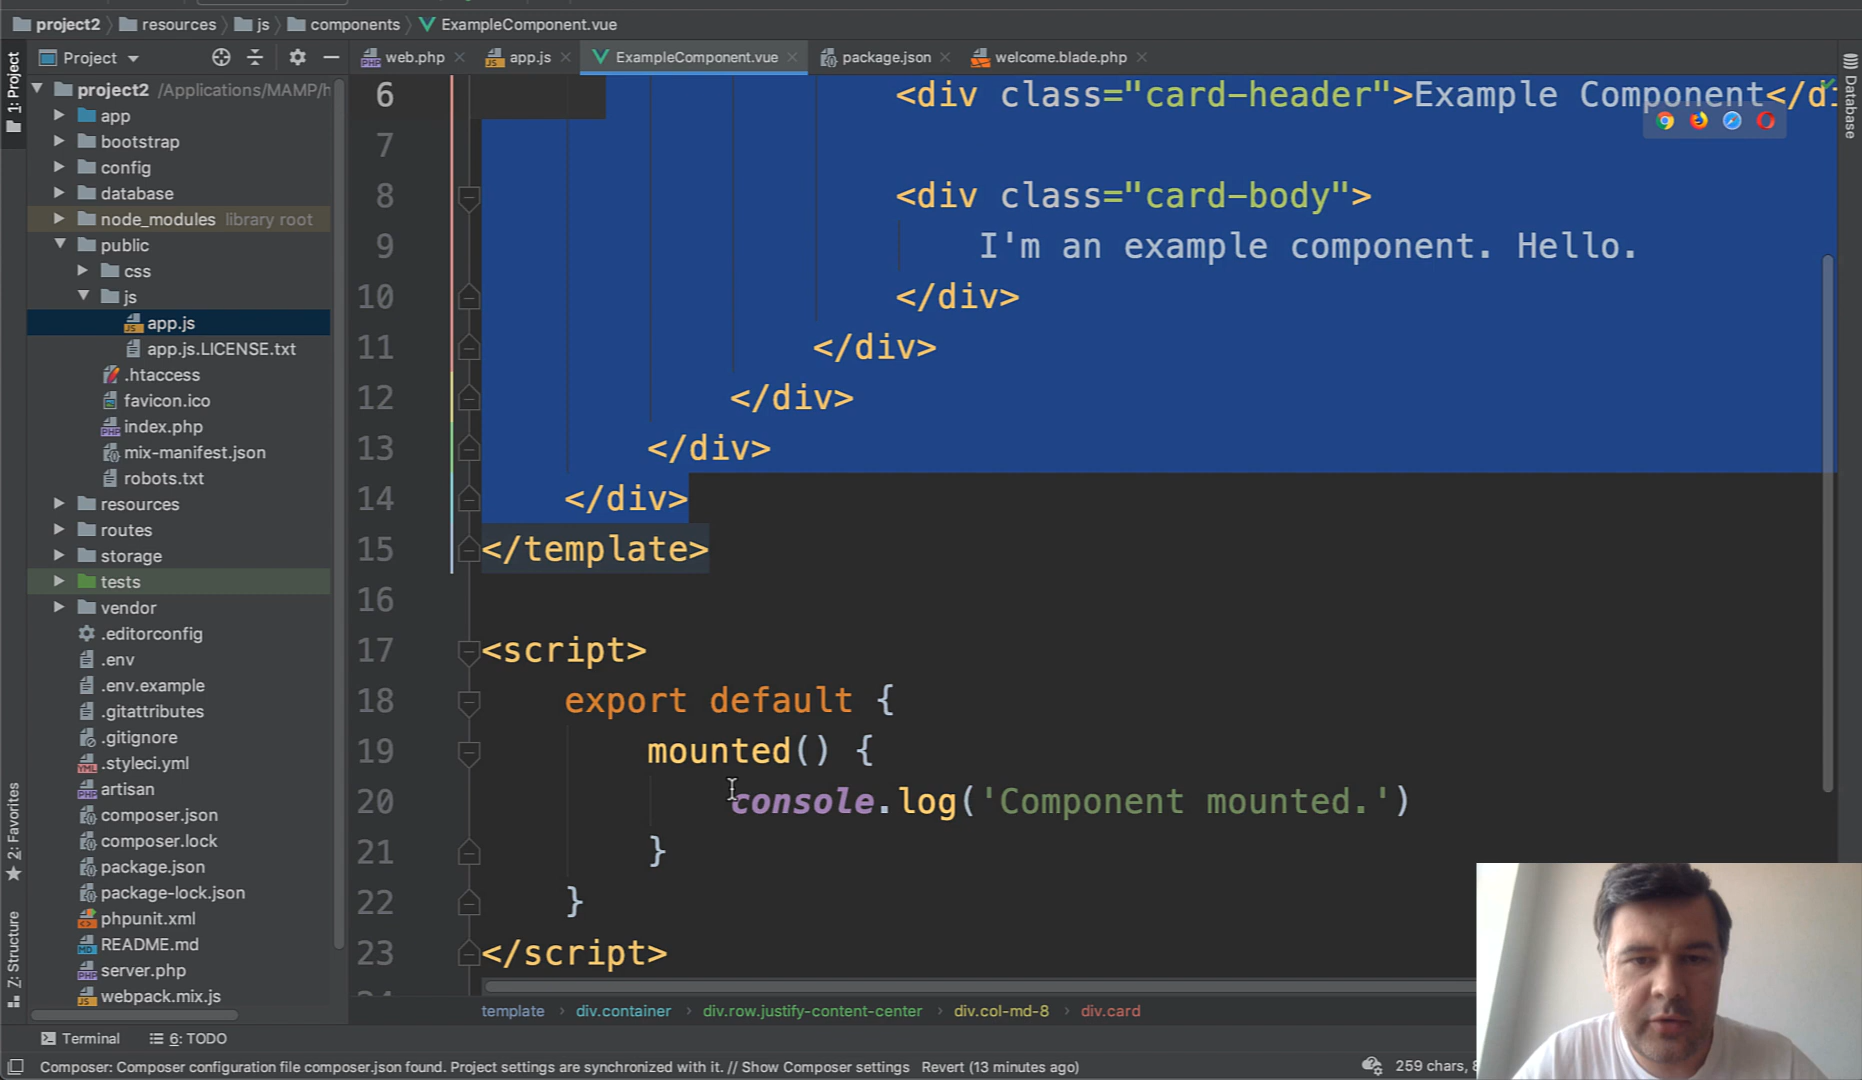 project2 resources js components ExampleComponent.vue
Project
web.php app.js ExampleComponent.vue package.json welcome.blade.php
1: Project
Database
project2 /Applications/MAMP/h
app
bootstrap
config
database
node_modules library root
public
css
js
app.js
app.js.LICENSE.txt
.htaccess
favicon.ico
index.php
mix-manifest.json
robots.txt
resources
routes
storage
tests
vendor
.editorconfig
.env
.env.example
.gitattributes
.gitignore
.styleci.yml
artisan
composer.json
composer.lock
package.json
package-lock.json
phpunit.xml
README.md
server.php
webpack.mix.js
2: Favorites
Z: Structure
6 <div class="card-header">Example Component</di
7
8 <div class="card-body">
9 I'm an example component. Hello.
10 </div>
11 </div>
12 </div>
13 </div>
14 </div>
15 </template>
16
17 <script>
18 export default {
19 mounted() {
20 console.log('Component mounted.')
21 }
22 }
23 </script>
template › div.container › div.row.justify-content-center › div.col-md-8 › div.card
Terminal 6: TODO
Composer: Composer configuration file composer.json found. Project settings are synchronized with it. // Show Composer settings Revert (13 minutes ago)
259 chars,